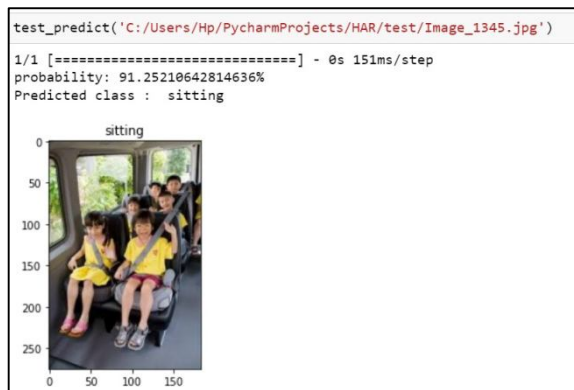 test_predict('C:/Users/Hp/PycharmProjects/HAR/test/Image_1345.jpg')
1/1 [==============================] - 0s 151ms/step
probability: 91.25210642814636%
Predicted class :  sitting
sitting
0
50
100
150
200
250
0 50 100 150